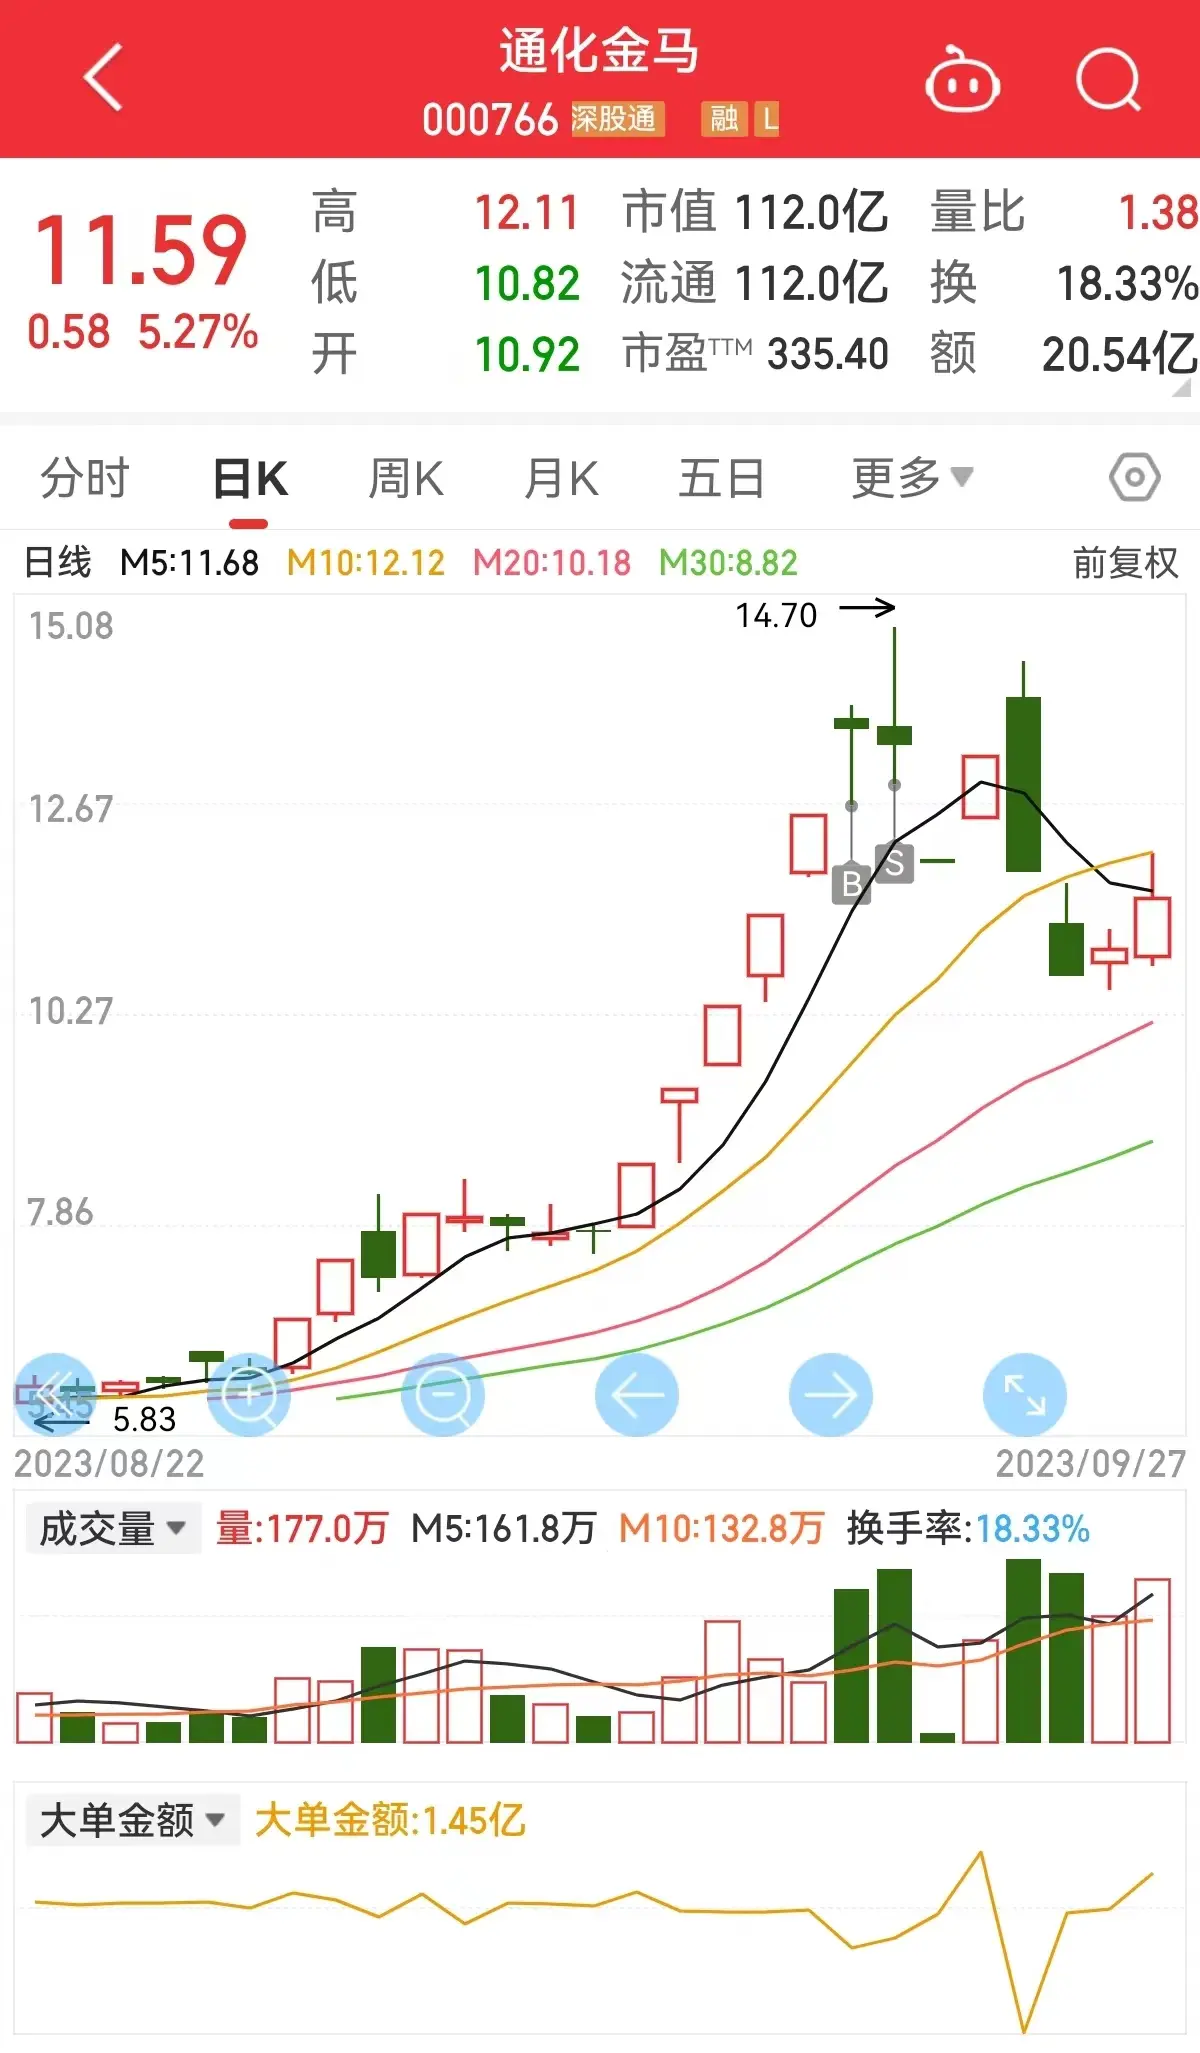 通化金马
000766 深股通 融 L
11.59
0.58 5.27%
高 12.11 市值 112.0亿 量比 1.38
低 10.82 流通 112.0亿 换 18.33%
开 10.92 市盈TTM 335.40 额 20.54亿
分时 日K 周K 月K 五日 更多
日线 M5:11.68 M10:12.12 M20:10.18 M30:8.82 前复权
15.08
14.70
12.67
B S
10.27
7.86
5.45
5.83
2023/08/22 2023/09/27
成交量 量:177.0万 M5:161.8万 M10:132.8万 换手率:18.33%
大单金额 大单金额:1.45亿